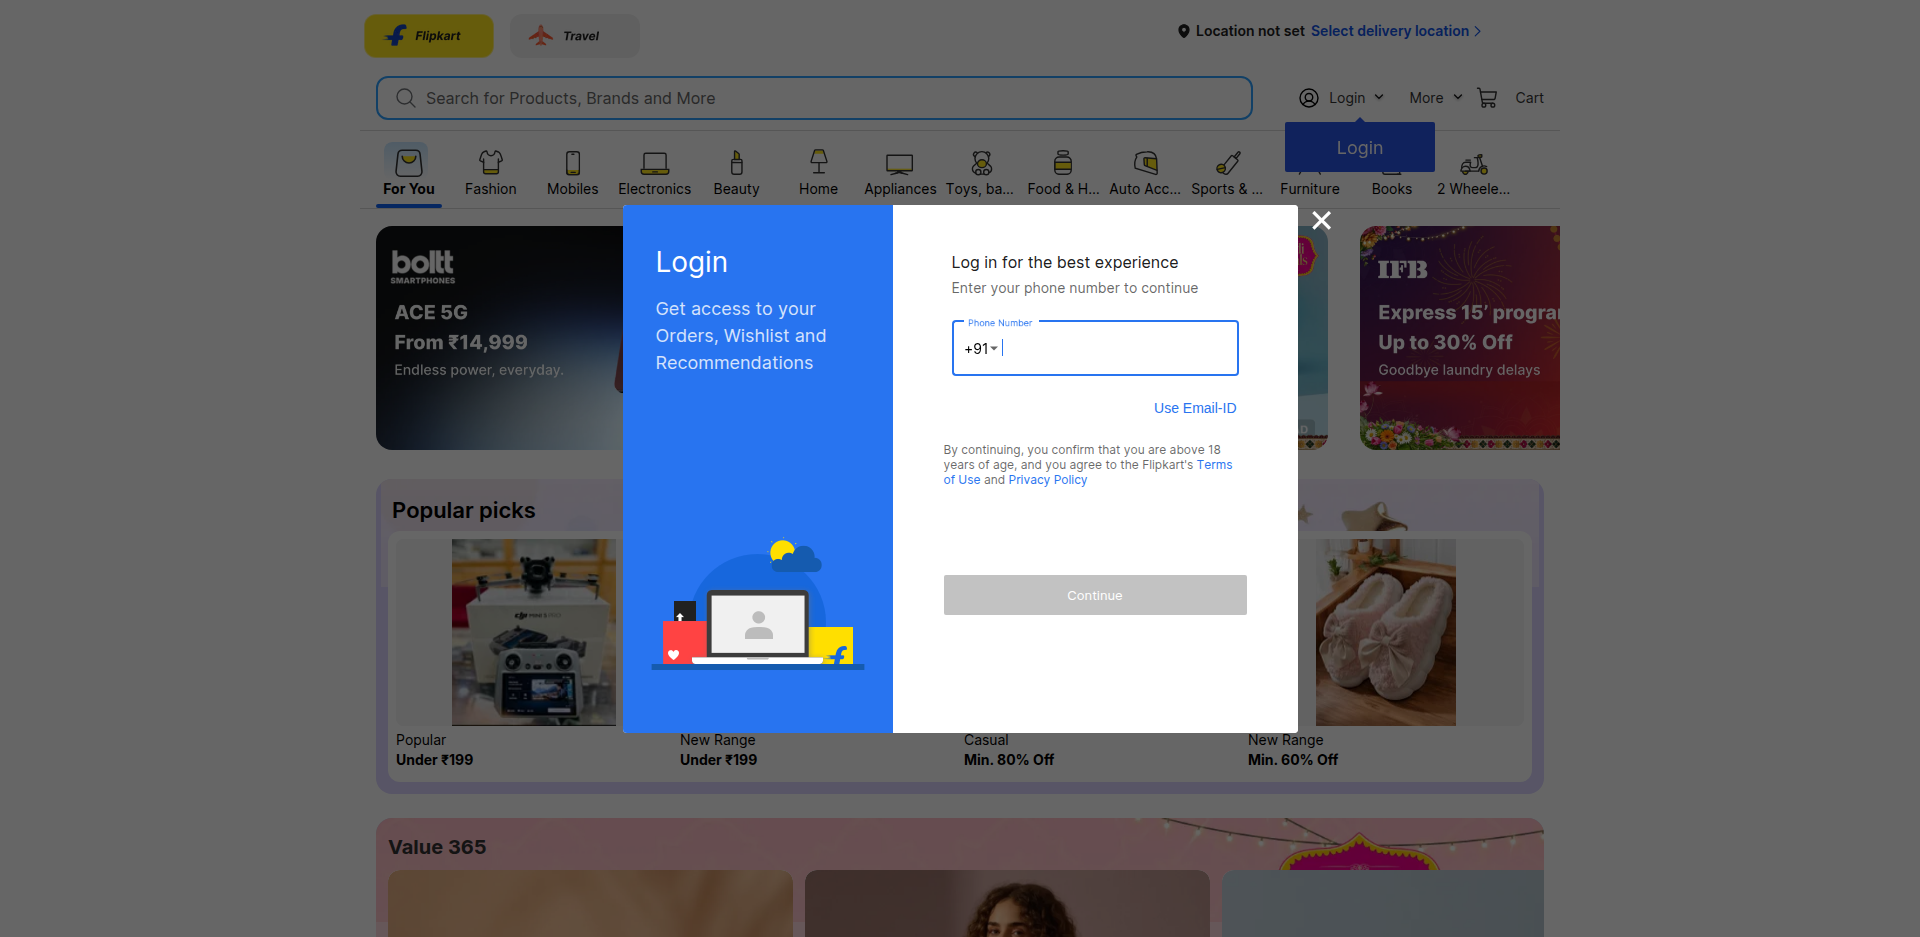 Flipkart
Travel
Location not set Select delivery location
Search for Products, Brands and More
Login
More
Cart
Login
For You
Fashion
Mobiles
Electronics
Beauty
Home
Appliances
Toys, ba...
Food & H...
Auto Acc...
Sports & ...
Furniture
Books
2 Wheele...
boltt
SMARTPHONES
ACE 5G
From ₹14,999
Endless power, everyday.
IFB
Express 15’ progra
Up to 30% Off
Goodbye laundry delays
Login
Get access to your
Orders, Wishlist and
Recommendations
Log in for the best experience
Enter your phone number to continue
Phone Number
+91
Use Email-ID
By continuing, you confirm that you are above 18
years of age, and you agree to the Flipkart's Terms
of Use and Privacy Policy
Continue
Popular picks
Popular
Under ₹199
New Range
Under ₹199
Casual
Min. 80% Off
New Range
Min. 60% Off
Value 365